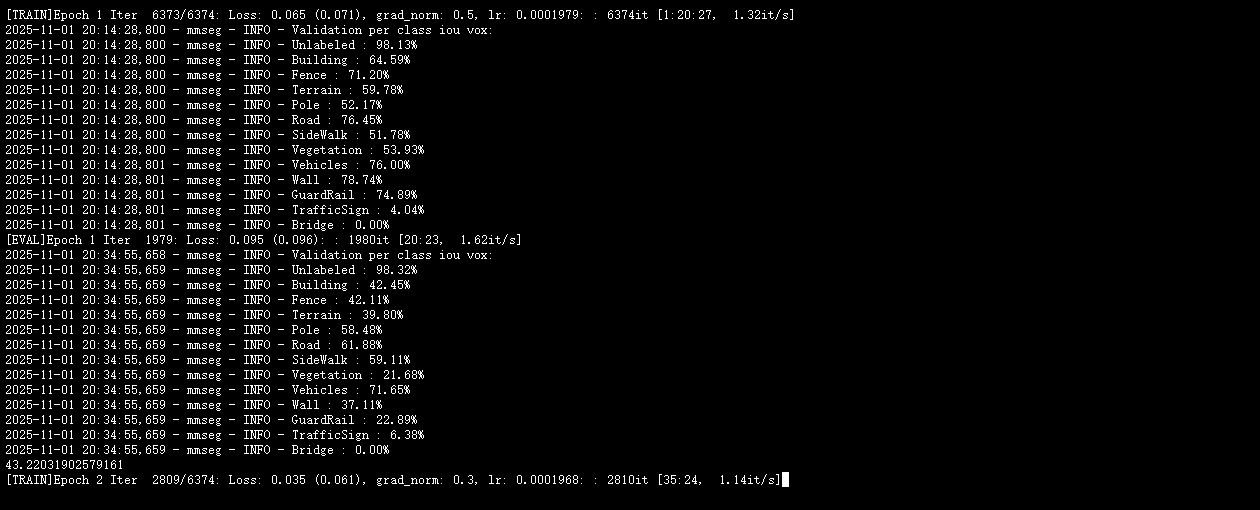 [TRAIN]Epoch 1 Iter  6373/6374: Loss: 0.065 (0.071), grad_norm: 0.5, lr: 0.0001979: : 6374it [1:20:27,  1.32it/s]
2025-11-01 20:14:28,800 - mmseg - INFO - Validation per class iou vox:
2025-11-01 20:14:28,800 - mmseg - INFO - Unlabeled : 98.13%
2025-11-01 20:14:28,800 - mmseg - INFO - Building : 64.59%
2025-11-01 20:14:28,800 - mmseg - INFO - Fence : 71.20%
2025-11-01 20:14:28,800 - mmseg - INFO - Terrain : 59.78%
2025-11-01 20:14:28,800 - mmseg - INFO - Pole : 52.17%
2025-11-01 20:14:28,800 - mmseg - INFO - Road : 76.45%
2025-11-01 20:14:28,800 - mmseg - INFO - SideWalk : 51.78%
2025-11-01 20:14:28,800 - mmseg - INFO - Vegetation : 53.93%
2025-11-01 20:14:28,801 - mmseg - INFO - Vehicles : 76.00%
2025-11-01 20:14:28,801 - mmseg - INFO - Wall : 78.74%
2025-11-01 20:14:28,801 - mmseg - INFO - GuardRail : 74.89%
2025-11-01 20:14:28,801 - mmseg - INFO - TrafficSign : 4.04%
2025-11-01 20:14:28,801 - mmseg - INFO - Bridge : 0.00%
[EVAL]Epoch 1 Iter  1979: Loss: 0.095 (0.096): : 1980it [20:23,  1.62it/s]
2025-11-01 20:34:55,658 - mmseg - INFO - Validation per class iou vox:
2025-11-01 20:34:55,659 - mmseg - INFO - Unlabeled : 98.32%
2025-11-01 20:34:55,659 - mmseg - INFO - Building : 42.45%
2025-11-01 20:34:55,659 - mmseg - INFO - Fence : 42.11%
2025-11-01 20:34:55,659 - mmseg - INFO - Terrain : 39.80%
2025-11-01 20:34:55,659 - mmseg - INFO - Pole : 58.48%
2025-11-01 20:34:55,659 - mmseg - INFO - Road : 61.88%
2025-11-01 20:34:55,659 - mmseg - INFO - SideWalk : 59.11%
2025-11-01 20:34:55,659 - mmseg - INFO - Vegetation : 21.68%
2025-11-01 20:34:55,659 - mmseg - INFO - Vehicles : 71.65%
2025-11-01 20:34:55,659 - mmseg - INFO - Wall : 37.11%
2025-11-01 20:34:55,659 - mmseg - INFO - GuardRail : 22.89%
2025-11-01 20:34:55,659 - mmseg - INFO - TrafficSign : 6.38%
2025-11-01 20:34:55,659 - mmseg - INFO - Bridge : 0.00%
43.22031902579161
[TRAIN]Epoch 2 Iter  2809/6374: Loss: 0.035 (0.061), grad_norm: 0.3, lr: 0.0001968: : 2810it [35:24,  1.14it/s]